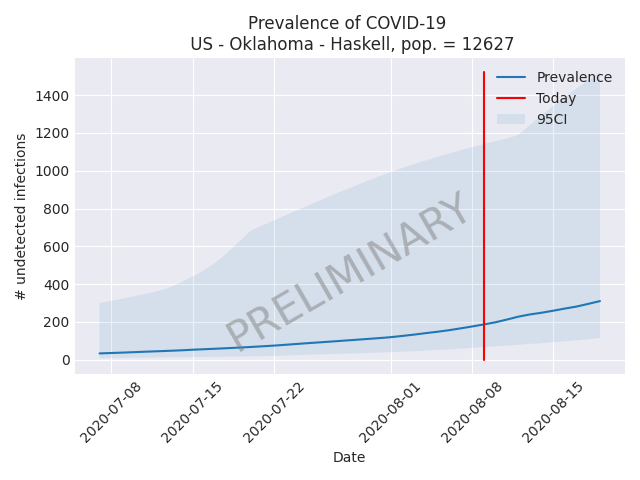 Prevalence of COVID-19
US - Oklahoma - Haskell, pop. = 12627
Prevalence
Today
95CI
1400
1200
1000
800
600
400
200
0
# undetected infections
PRELIMINARY
2020-07-08
2020-07-15
2020-07-22
2020-08-01
2020-08-08
2020-08-15
Date